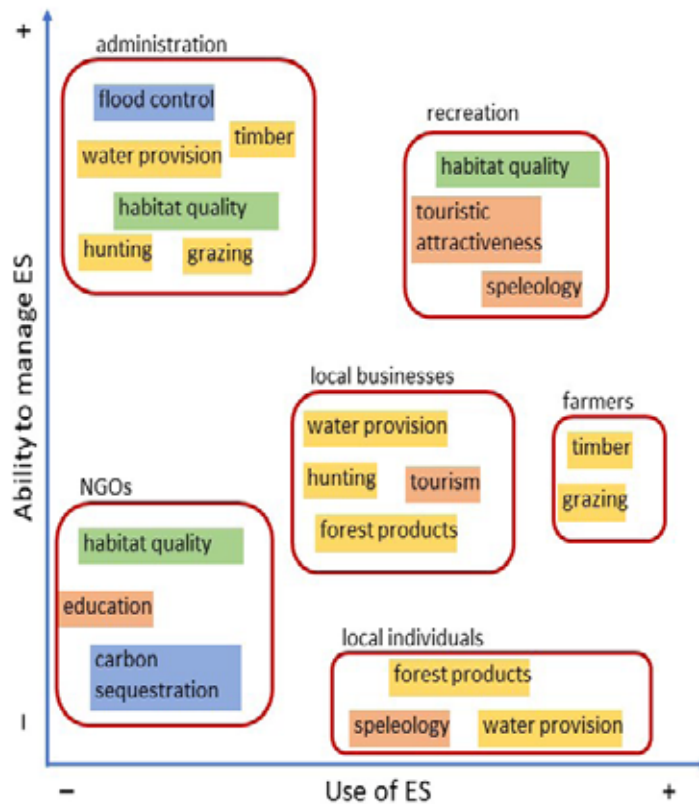 +
administration
flood control
timber
water provision
habitat quality
hunting
grazing
recreation
habitat quality
touristic
attractiveness
speleology
local businesses
water provision
hunting
tourism
forest products
farmers
timber
grazing
NGOs
habitat quality
education
carbon
sequestration
local individuals
forest products
speleology
water provision
Ability to manage ES
–
–
Use of ES
+